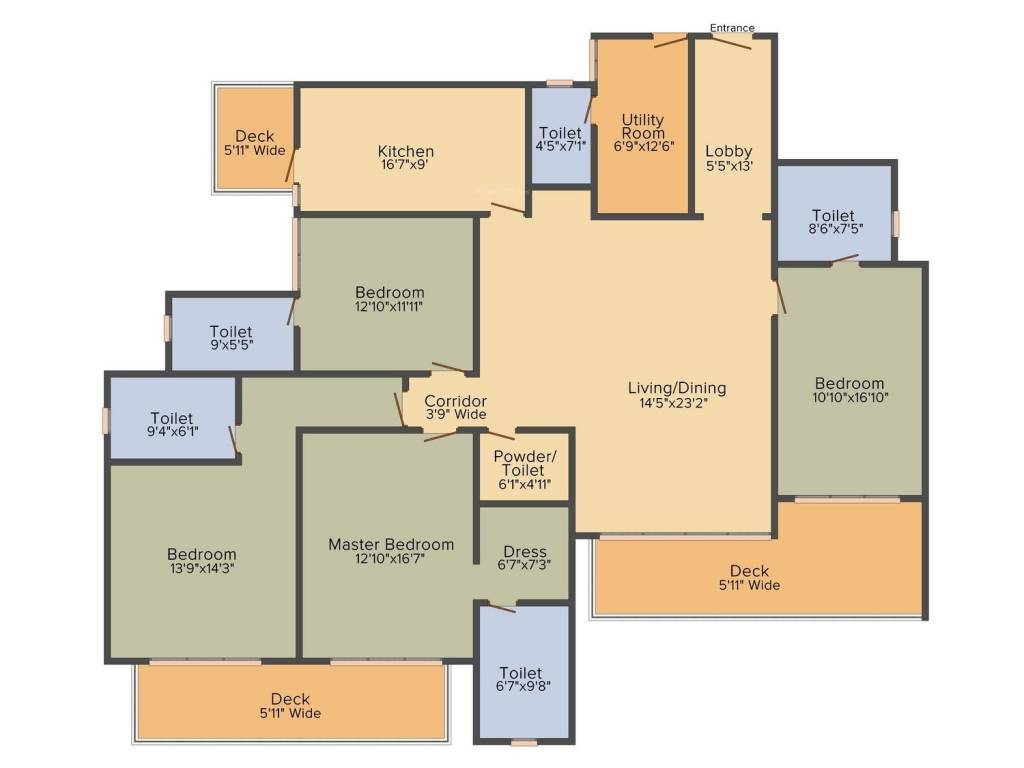 Entrance
Deck
5'11" Wide
Kitchen
16'7"x9'
Toilet
4'5"x7'1"
Utility
Room
6'9"x12'6"
Lobby
5'5"x13'
Toilet
8'6"x7'5"
Bedroom
12'10"x11'11"
Toilet
9'x5'5"
Toilet
9'4"x6'1"
Corridor
3'9" Wide
Living/Dining
14'5"x23'2"
Bedroom
10'10"x16'10"
Powder/
Toilet
6'1"x4'11"
Bedroom
13'9"x14'3"
Master Bedroom
12'10"x16'7"
Dress
6'7"x7'3"
Deck
5'11" Wide
Toilet
6'7"x9'8"
Deck
5'11" Wide